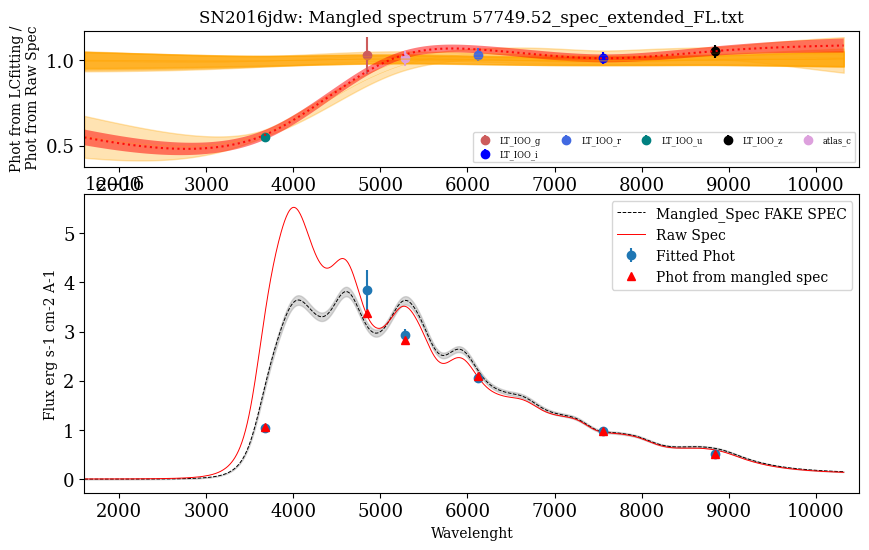 SN2016jdw: Mangled spectrum 57749.52_spec_extended_FL.txt
Phot from LCfitting /
Phot from Raw Spec
1.0
0.5
LT_IOO_g LT_IOO_r LT_IOO_u LT_IOO_z atlas_c
LT_IOO_i
2000 3000 4000 5000 6000 7000 8000 9000 10000
1e−16
Flux erg s-1 cm-2 A-1
5
4
3
2
1
0
Mangled_Spec FAKE SPEC
Raw Spec
Fitted Phot
Phot from mangled spec
2000 3000 4000 5000 6000 7000 8000 9000 10000
Wavelenght